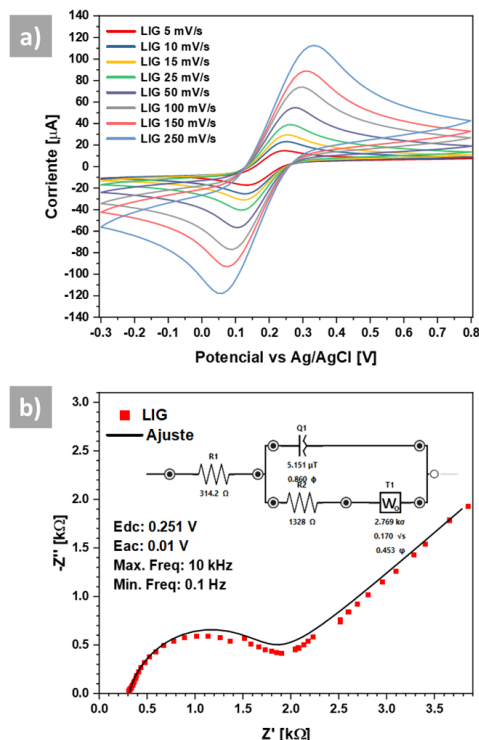 a)
LIG 5 mV/s
LIG 10 mV/s
LIG 15 mV/s
LIG 25 mV/s
LIG 50 mV/s
LIG 100 mV/s
LIG 150 mV/s
LIG 250 mV/s
Corriente [µA]
140
120
100
80
60
40
20
0
-20
-40
-60
-80
-100
-120
-140
-0.3 -0.2 -0.1 0.0 0.1 0.2 0.3 0.4 0.5 0.6 0.7 0.8
Potencial vs Ag/AgCl [V]
b)
LIG
Ajuste
Q1
5.151 µT
0.860 ϕ
R1
314.2 Ω
R2
1328 Ω
T1
Wo
2.769 kσ
0.170 √s
0.453 φ
Edc: 0.251 V
Eac: 0.01 V
Max. Freq: 10 kHz
Min. Freq: 0.1 Hz
-Z'' [kΩ]
3.0
2.5
2.0
1.5
1.0
0.5
0.0
0.0 0.5 1.0 1.5 2.0 2.5 3.0 3.5
Z' [kΩ]